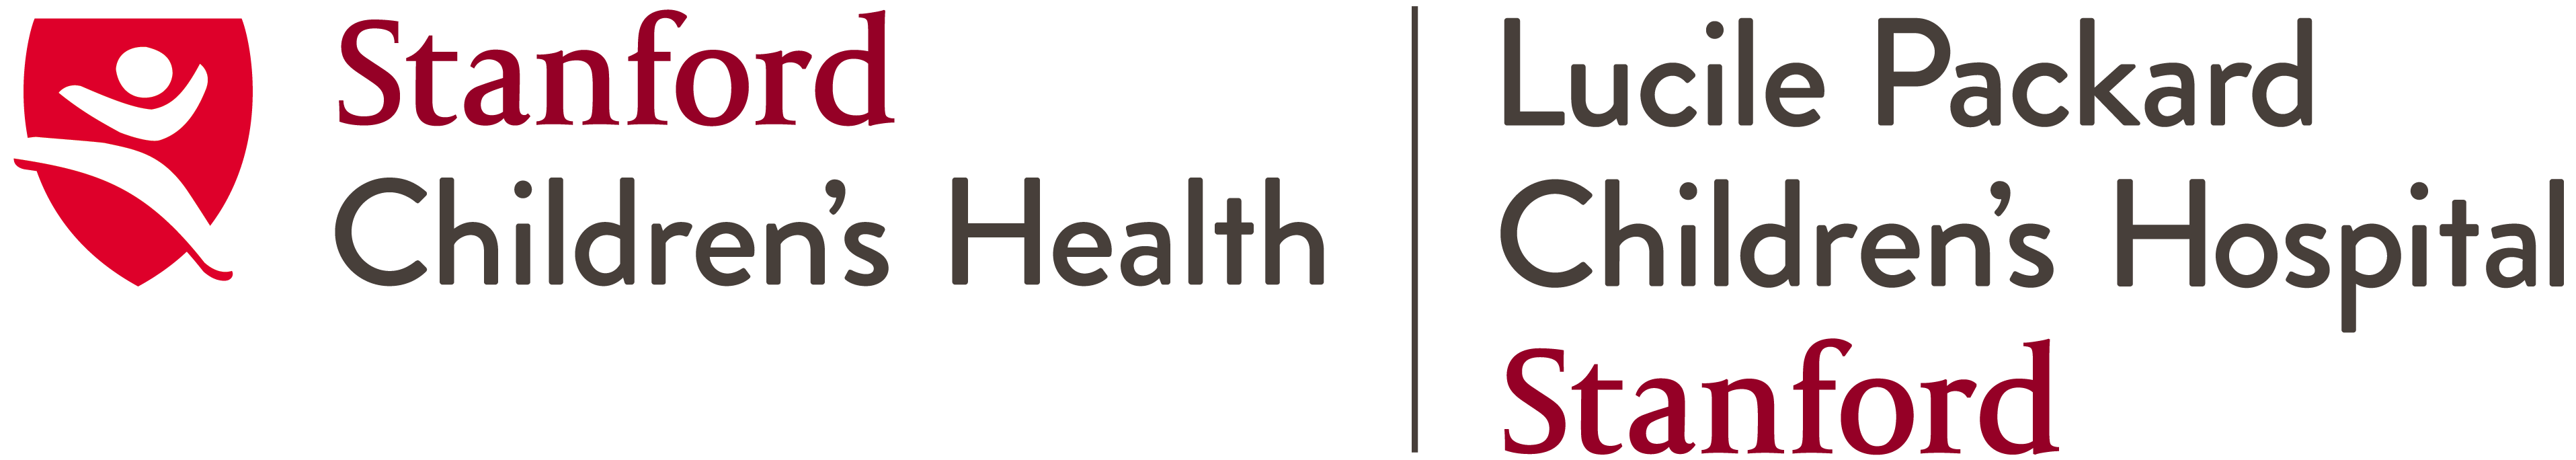 Stanford
Children’s Health
Lucile Packard
Children’s Hospital
Stanford